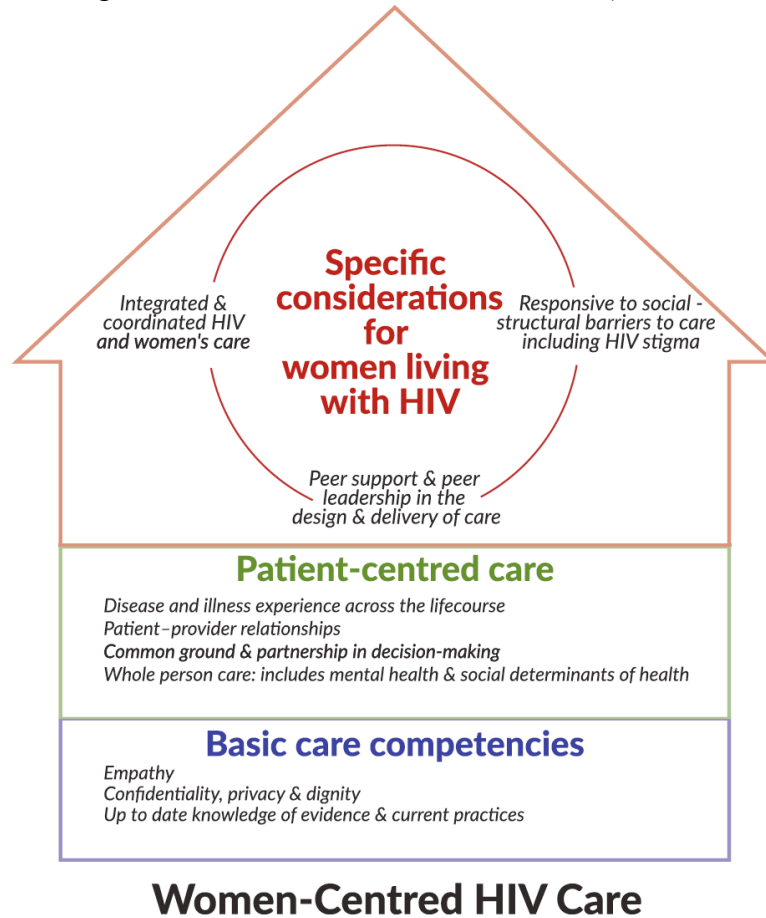 Specific
considerations
for
women living
with HIV
Integrated &
coordinated HIV
and women's care
Responsive to social -
structural barriers to care
including HIV stigma
Peer support & peer
leadership in the
design & delivery of care
Patient-centred care
Disease and illness experience across the lifecourse
Patient–provider relationships
Common ground & partnership in decision-making
Whole person care: includes mental health & social determinants of health
Basic care competencies
Empathy
Confidentiality, privacy & dignity
Up to date knowledge of evidence & current practices
Women-Centred HIV Care